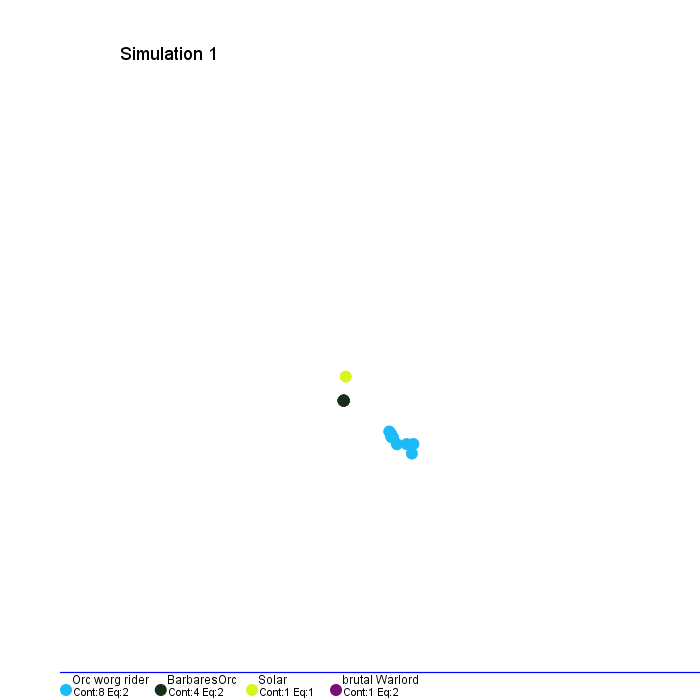 Simulation 1
Orc worg rider BarbaresOrc Solar brutal Warlord
Cont:8 Eq:2 Cont:4 Eq:2 Cont:1 Eq:1 Cont:1 Eq:2